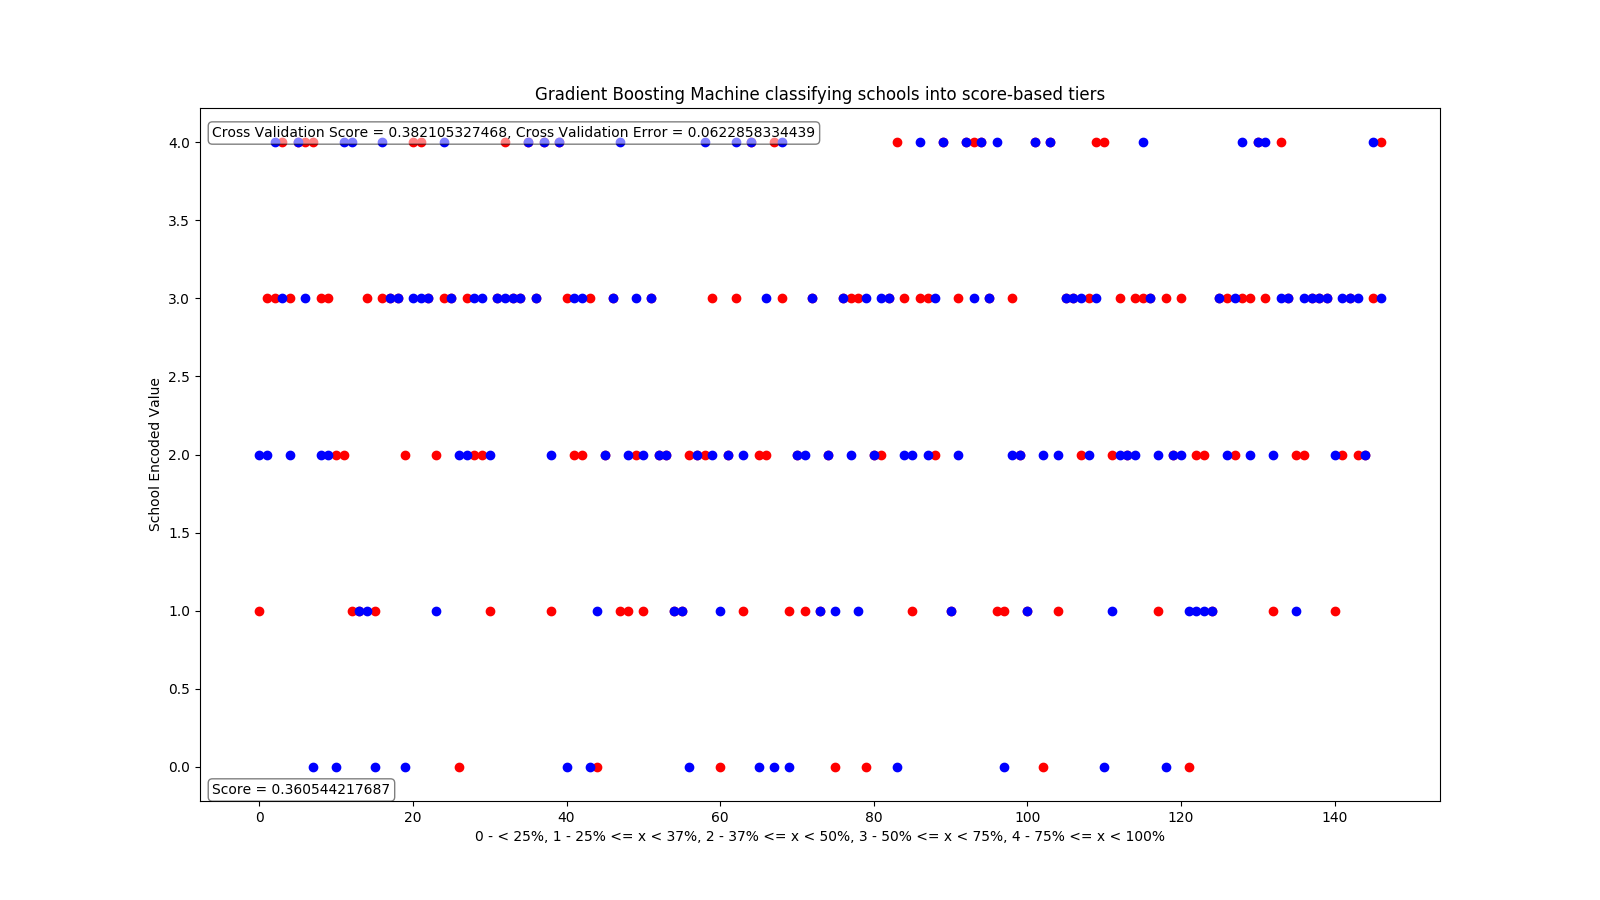 Gradient Boosting Machine classifying schools into score-based tiers
Cross Validation Score = 0.382105327468, Cross Validation Error = 0.0622858334439
4.0
3.5
3.0
2.5
2.0
1.5
1.0
0.5
0.0
School Encoded Value
Score = 0.360544217687
0 20 40 60 80 100 120 140
0 - < 25%, 1 - 25% <= x < 37%, 2 - 37% <= x < 50%, 3 - 50% <= x < 75%, 4 - 75% <= x < 100%